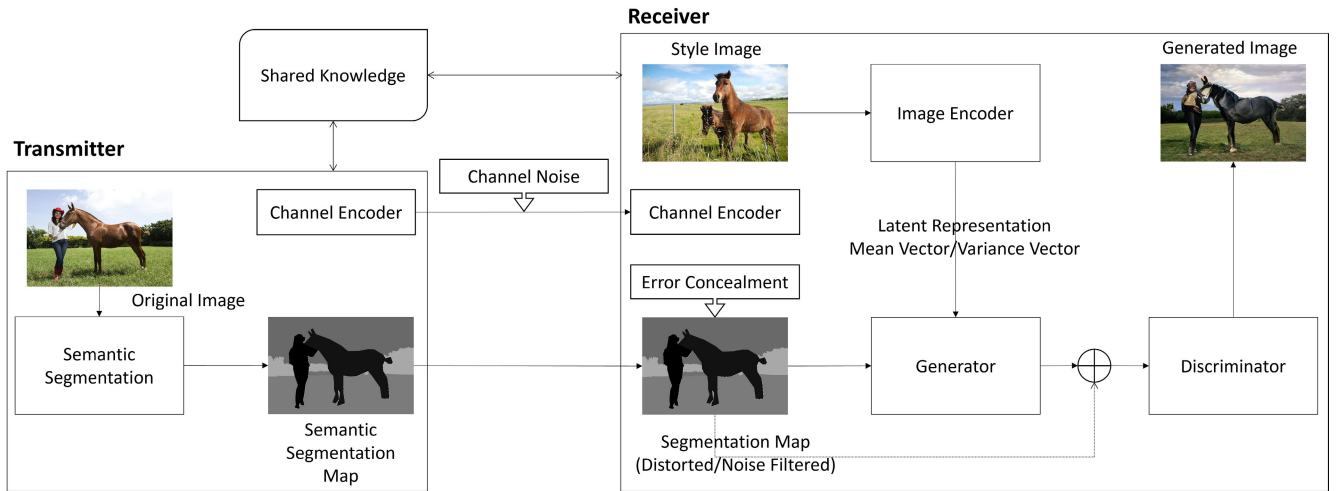 Receiver
Style Image
Generated Image
Shared Knowledge
Image Encoder
Transmitter
Channel Noise
Channel Encoder
Channel Encoder
Latent Representation
Mean Vector/Variance Vector
Error Concealment
Original Image
Semantic
Segmentation
Generator
Discriminator
Semantic
Segmentation
Map
Segmentation Map
(Distorted/Noise Filtered)